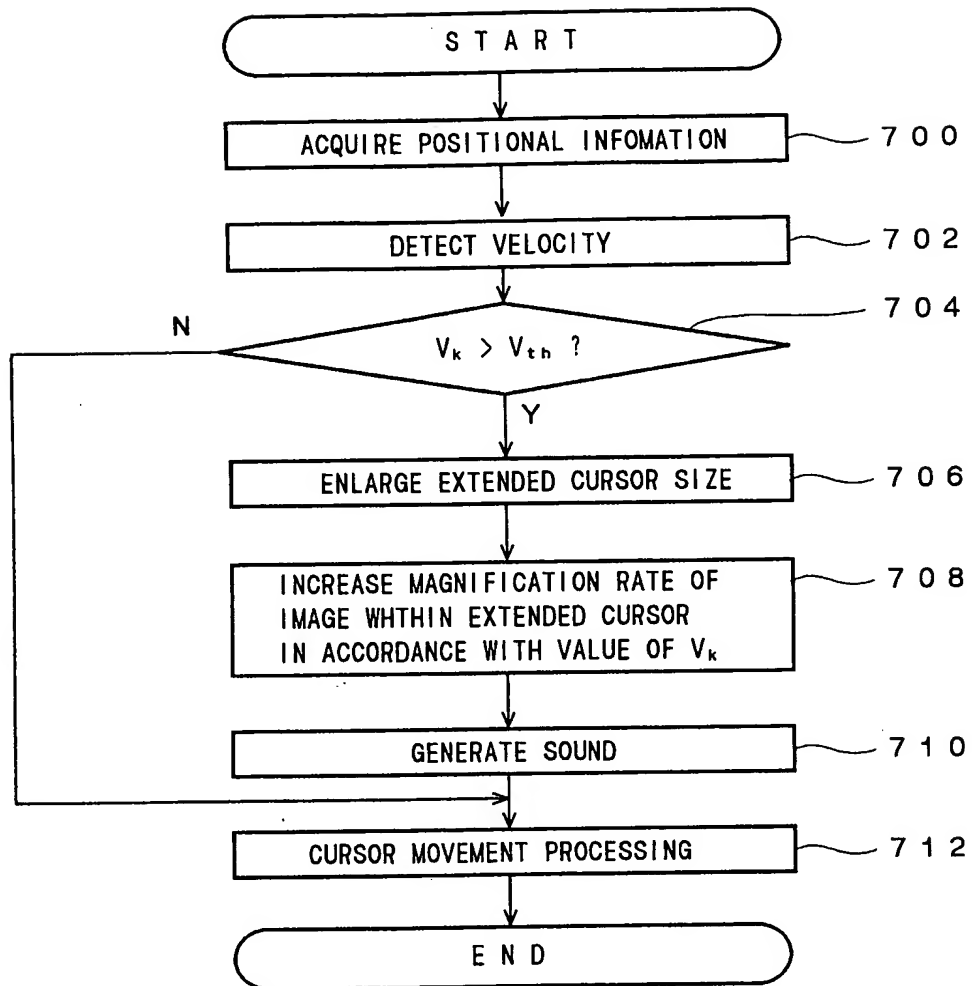 START
ACQUIRE POSITIONAL INFOMATION
700
DETECT VELOCITY
702
704
N
Vₖ > Vₜₕ ?
Y
ENLARGE EXTENDED CURSOR SIZE
706
INCREASE MAGNIFICATION RATE OF
IMAGE WHTHIN EXTENDED CURSOR
IN ACCORDANCE WITH VALUE OF Vₖ
708
GENERATE SOUND
710
CURSOR MOVEMENT PROCESSING
712
END